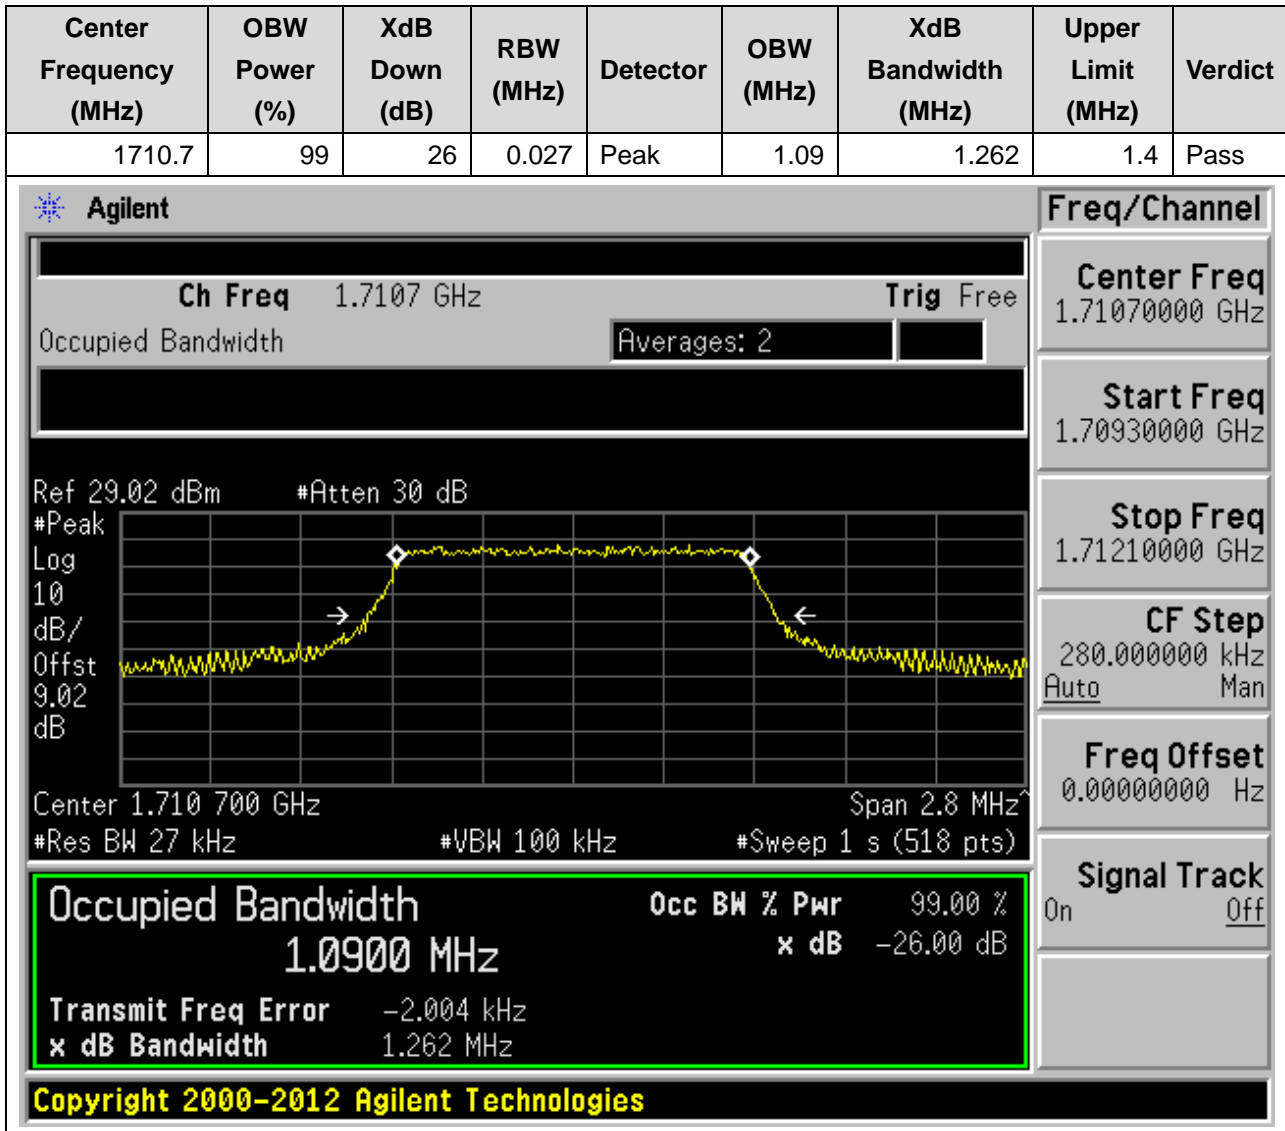 Center Frequency (MHz) OBW Power (%) XdB Down (dB) RBW (MHz) Detector OBW (MHz) XdB Bandwidth (MHz) Upper Limit (MHz) Verdict
1710.7 99 26 0.027 Peak 1.09 1.262 1.4 Pass
Agilent
Ch Freq 1.7107 GHz Trig Free
Occupied Bandwidth Averages: 2
Ref 29.02 dBm #Atten 30 dB
#Peak
Log
10
dB/
Offst
9.02
dB
Center 1.710 700 GHz Span 2.8 MHz^
#Res BW 27 kHz #VBW 100 kHz #Sweep 1 s (518 pts)
Occupied Bandwidth Occ BW % Pwr 99.00 %
1.0900 MHz x dB -26.00 dB
Transmit Freq Error -2.004 kHz
x dB Bandwidth 1.262 MHz
Copyright 2000-2012 Agilent Technologies
Freq/Channel
Center Freq
1.71070000 GHz
Start Freq
1.70930000 GHz
Stop Freq
1.71210000 GHz
CF Step
280.000000 kHz
Auto Man
Freq Offset
0.00000000 Hz
Signal Track
On Off